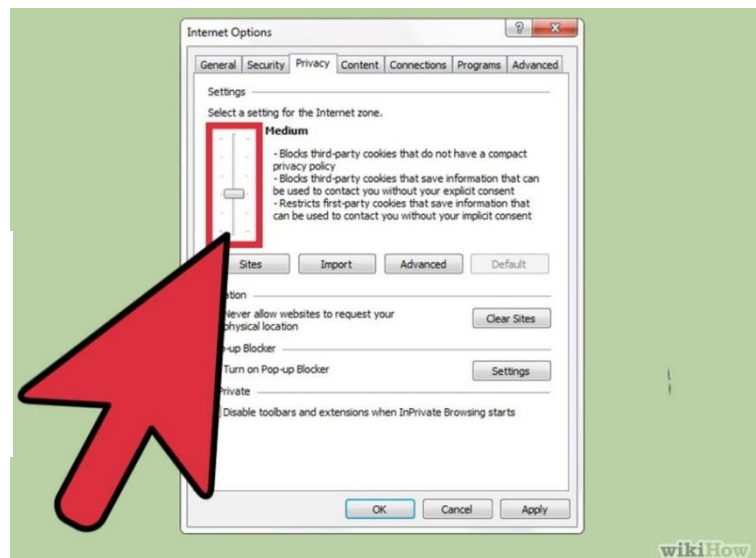 Internet Options
General Security Privacy Content Connections Programs Advanced
Settings
Select a setting for the Internet zone.
Medium
- Blocks third-party cookies that do not have a compact
privacy policy
- Blocks third-party cookies that save information that can
be used to contact you without your explicit consent
- Restricts first-party cookies that save information that
can be used to contact you without your implicit consent
Sites Import Advanced Default
Never allow websites to request your
physical location
Clear Sites
Blocker
Turn on Pop-up Blocker
Settings
Private
Disable toolbars and extensions when InPrivate Browsing starts
OK Cancel Apply
wikiHow